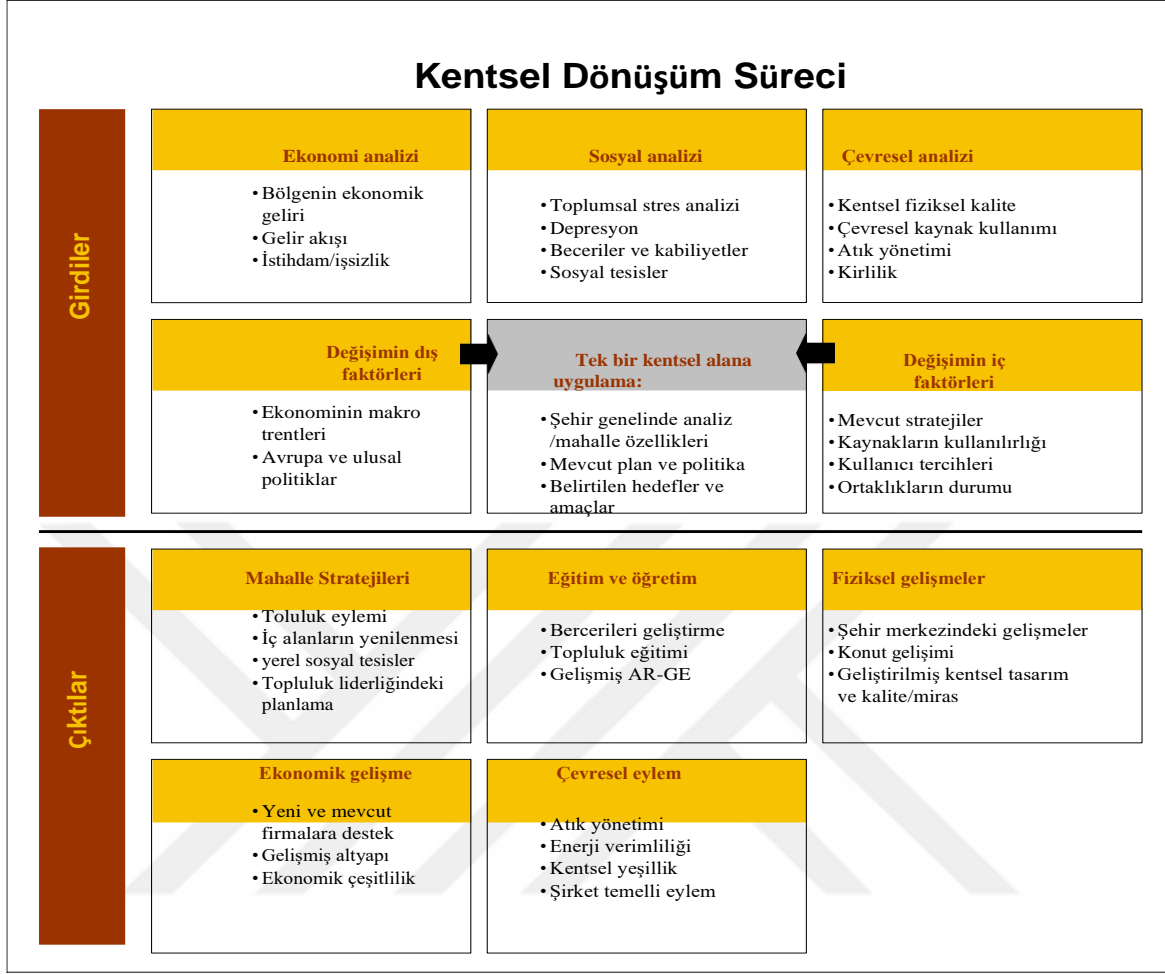 Kentsel Dönüşüm Süreci
Girdiler
Ekonomi analizi
• Bölgenin ekonomik
geliri
• Gelir akışı
• İstihdam/işsizlik
Sosyal analizi
• Toplumsal stres analizi
• Depresyon
• Beceriler ve kabiliyetler
• Sosyal tesisler
Çevresel analizi
• Kentsel fiziksel kalite
• Çevresel kaynak kullanımı
• Atık yönetimi
• Kirlilik
Değişimin dış
faktörleri
• Ekonominin makro
trentleri
• Avrupa ve ulusal
politiklar
Tek bir kentsel alana
uygulama:
• Şehir genelinde analiz
/mahalle özellikleri
• Mevcut plan ve politika
• Belirtilen hedefler ve
amaçlar
Değişimin iç
faktörleri
• Mevcut stratejiler
• Kaynakların kullanılırlığı
• Kullanıcı tercihleri
• Ortaklıkların durumu
Çıktılar
Mahalle Stratejileri
• Toluluk eylemi
• İç alanların yenilenmesi
• yerel sosyal tesisler
• Topluluk liderliğindeki
planlama
Eğitim ve öğretim
• Bercerileri geliştirme
• Topluluk eğitimi
• Gelişmiş AR-GE
Fiziksel gelişmeler
• Şehir merkezindeki gelişmeler
• Konut gelişimi
• Geliştirilmiş kentsel tasarım
ve kalite/miras
Ekonomik gelişme
• Yeni ve mevcut
firmalara destek
• Gelişmiş altyapı
• Ekonomik çeşitlilik
Çevresel eylem
• Atık yönetimi
• Enerji verimliliği
• Kentsel yeşillik
• Şirket temelli eylem